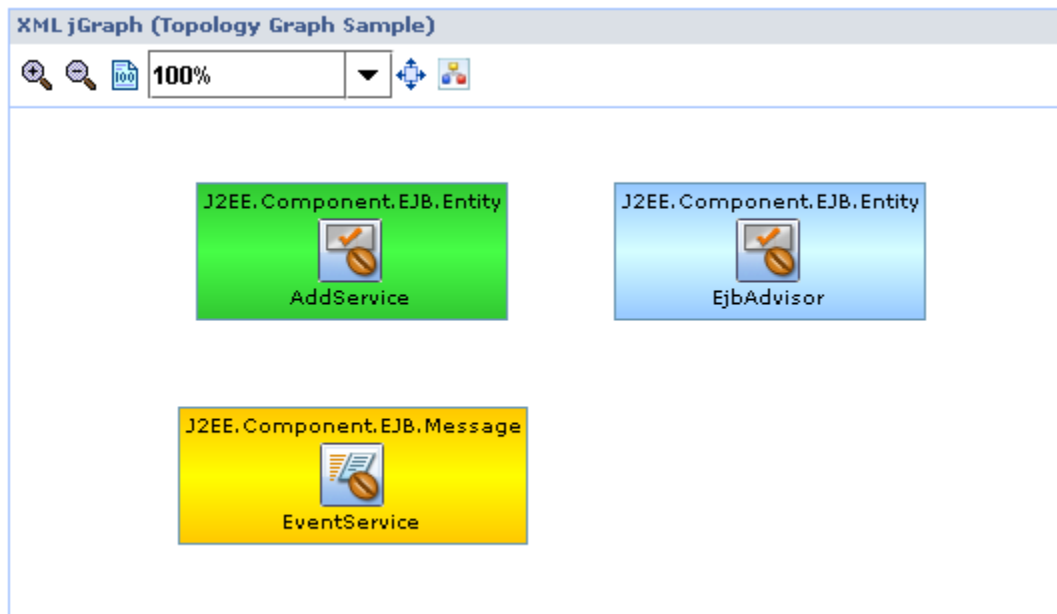 XML jGraph (Topology Graph Sample)
100
100%
J2EE.Component.EJB.Entity
AddService
J2EE.Component.EJB.Entity
EjbAdvisor
J2EE.Component.EJB.Message
EventService